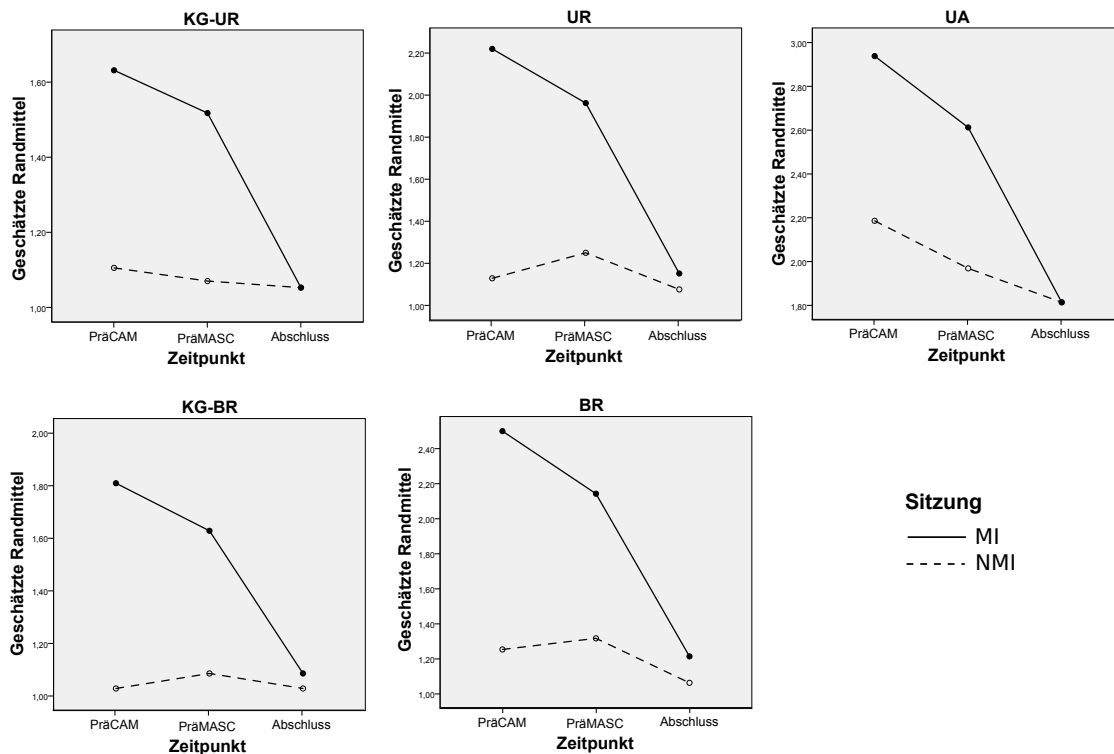 KG-UR
Geschätzte Randmittel
1,60
1,40
1,20
1,00
PräCAM PräMASC Abschluss
Zeitpunkt
UR
Geschätzte Randmittel
2,20
2,00
1,80
1,60
1,40
1,20
1,00
PräCAM PräMASC Abschluss
Zeitpunkt
UA
Geschätzte Randmittel
3,00
2,80
2,60
2,40
2,20
2,00
1,80
PräCAM PräMASC Abschluss
Zeitpunkt
KG-BR
Geschätzte Randmittel
2,00
1,80
1,60
1,40
1,20
1,00
PräCAM PräMASC Abschluss
Zeitpunkt
BR
Geschätzte Randmittel
2,40
2,20
2,00
1,80
1,60
1,40
1,20
1,00
PräCAM PräMASC Abschluss
Zeitpunkt
Sitzung
MI
NMI